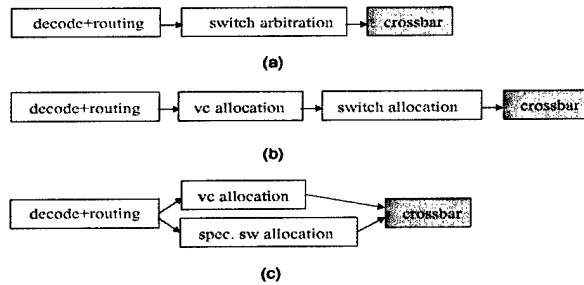 decode+routing switch arbitration crossbar
(a)
decode+routing vc allocation switch allocation crossbar
(b)
vc allocation
decode+routing crossbar
spec. sw allocation
(c)